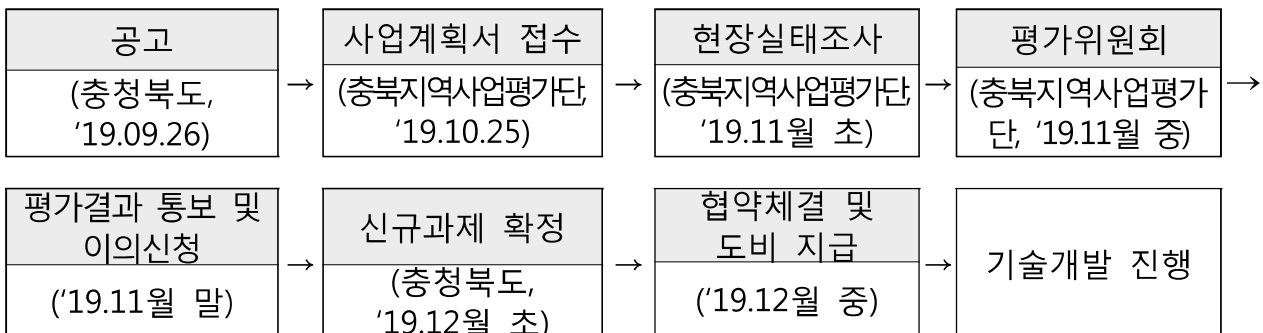 공고
(충청북도,
‘19.09.26)
→
사업계획서 접수
(충북지역사업평가단,
‘19.10.25)
→
현장실태조사
(충북지역사업평가단,
‘19.11월 초)
→
평가위원회
(충북지역사업평가
단, ‘19.11월 중)
→
평가결과 통보 및
이의신청
(‘19.11월 말)
→
신규과제 확정
(충청북도,
‘19.12월 초)
→
협약체결 및
도비 지급
(‘19.12월 중)
→
기술개발 진행